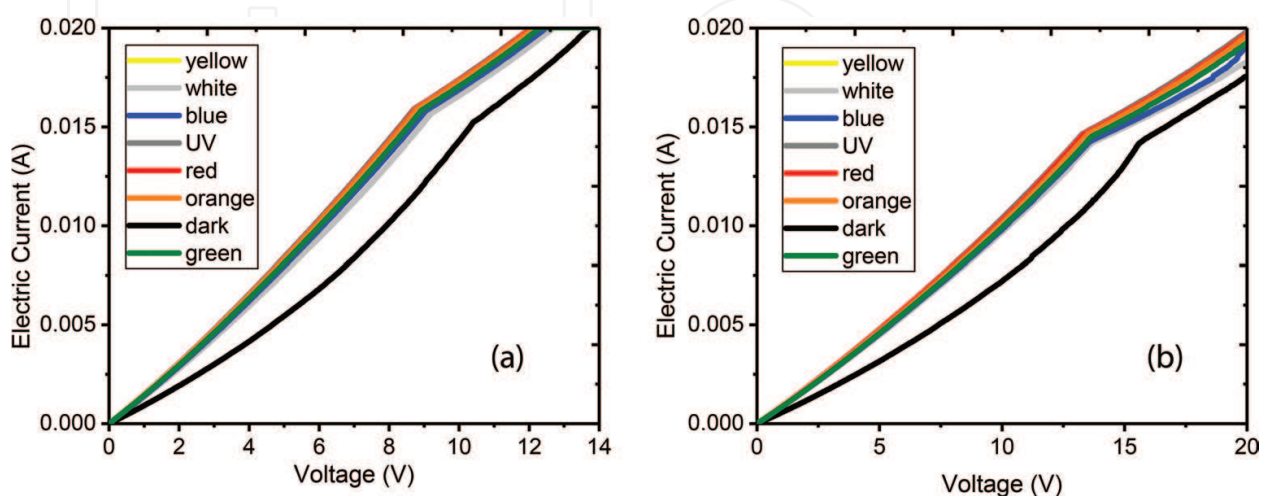 0.020
0.015
0.010
0.005
0.000
Electric Current (A)
yellow
white
blue
UV
red
orange
dark
green
(a)
0 2 4 6 8 10 12 14
Voltage (V)
0.020
0.015
0.010
0.005
0.000
Electric Current (A)
yellow
white
blue
UV
red
orange
dark
green
(b)
0 5 10 15 20
Voltage (V)